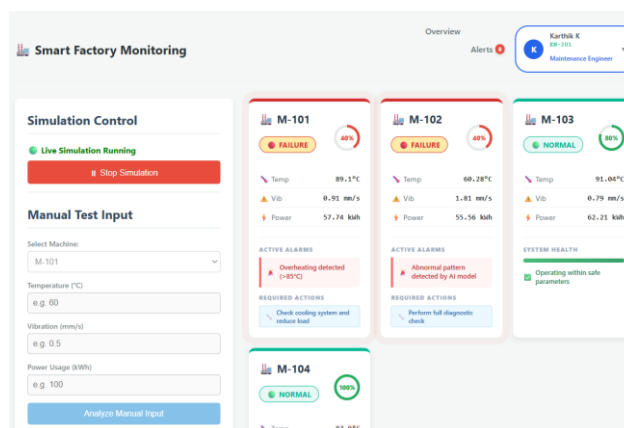 Smart Factory Monitoring
Overview
Alerts
K
Karthik K
Maintenance Engineer
Simulation Control
Live Simulation Running
Stop Simulation
Manual Test Input
Select Machine:
M-101
Temperature (°C)
e.g. 60
Vibration (mm/s)
e.g. 0.5
Power Usage (kWh)
e.g. 100
Analyze Manual Input
M-101
FAILURE
40%
Temp 89.1°C
Vib 0.91 mm/s
Power 57.74 kWh
ACTIVE ALARMS
Overheating detected
(>85°C)
REQUIRED ACTIONS
Check cooling system and
reduce load
M-102
FAILURE
40%
Temp 60.28°C
Vib 1.81 mm/s
Power 55.56 kWh
ACTIVE ALARMS
Abnormal pattern
detected by AI model
REQUIRED ACTIONS
Perform full diagnostic
check
M-103
NORMAL
80%
Temp 91.04°C
Vib 0.79 mm/s
Power 62.21 kWh
SYSTEM HEALTH
Operating within safe
parameters
M-104
NORMAL
100%